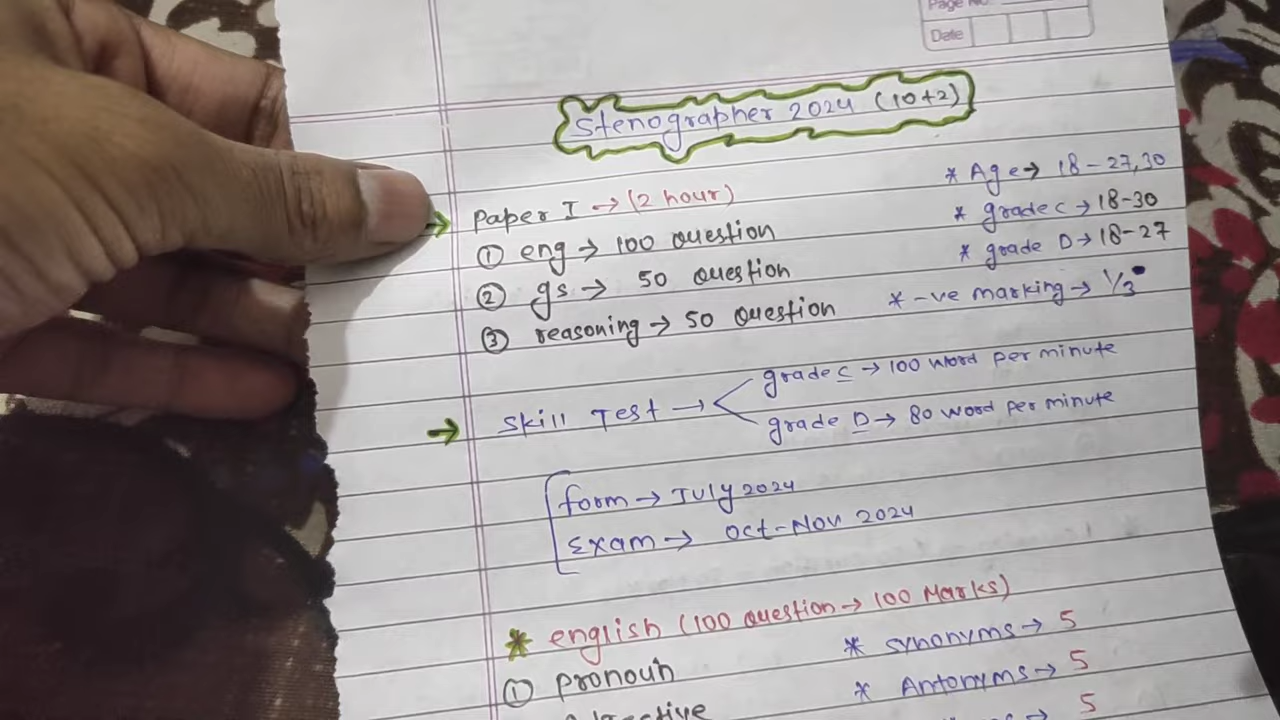 Page No
Date
Stenographer 2024 (10+2)
* Age → 18-27,30
Paper I → (2 hour)
* grade C → 18-30
① eng → 100 question
* grade D → 18-27
② gs → 50 question
* -ve marking → 1/3
③ reasoning → 50 question
Skill Test →
grade C → 100 word per minute
grade D → 80 word per minute
form → July 2024
Exam → Oct-Nov 2024
* english (100 question → 100 Marks)
* synonyms → 5
① pronoun
* Antonyms → 5
→ 5